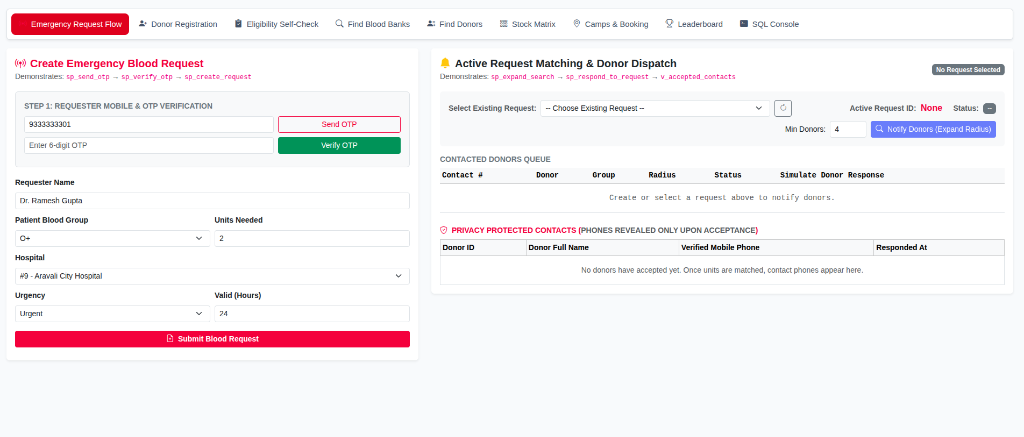 Emergency Request Flow
Donor Registration
Eligibility Self-Check
Find Blood Banks
Find Donors
Stock Matrix
Camps & Booking
Leaderboard
SQL Console
Create Emergency Blood Request
Demonstrates: sp_send_otp → sp_verify_otp → sp_create_request
STEP 1: REQUESTER MOBILE & OTP VERIFICATION
9333333301
Send OTP
Enter 6-digit OTP
Verify OTP
Requester Name
Dr. Ramesh Gupta
Patient Blood Group
Units Needed
O+
2
Hospital
#9 - Aravali City Hospital
Urgency
Valid (Hours)
Urgent
24
Submit Blood Request
Active Request Matching & Donor Dispatch
Demonstrates: sp_expand_search → sp_respond_to_request → v_accepted_contacts
No Request Selected
Select Existing Request:
-- Choose Existing Request --
Active Request ID: None
Status: --
Min Donors:
4
Notify Donors (Expand Radius)
CONTACTED DONORS QUEUE
Contact # Donor Group Radius Status Simulate Donor Response
Create or select a request above to notify donors.
PRIVACY PROTECTED CONTACTS (PHONES REVEALED ONLY UPON ACCEPTANCE)
Donor ID Donor Full Name Verified Mobile Phone Responded At
No donors have accepted yet. Once units are matched, contact phones appear here.